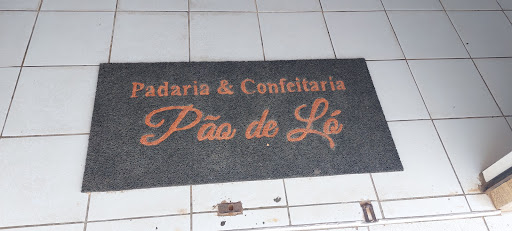 Padaria & Confeitaria
Pão de Ló